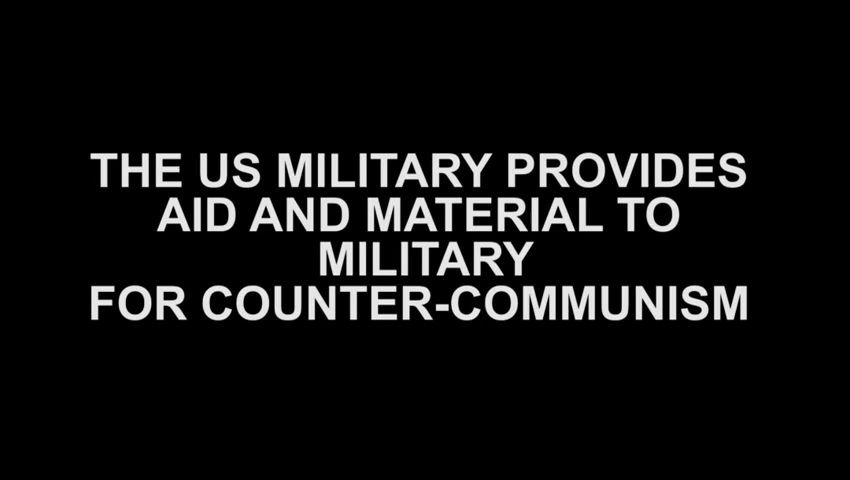 THE US MILITARY PROVIDES
AID AND MATERIAL TO
MILITARY
FOR COUNTER-COMMUNISM